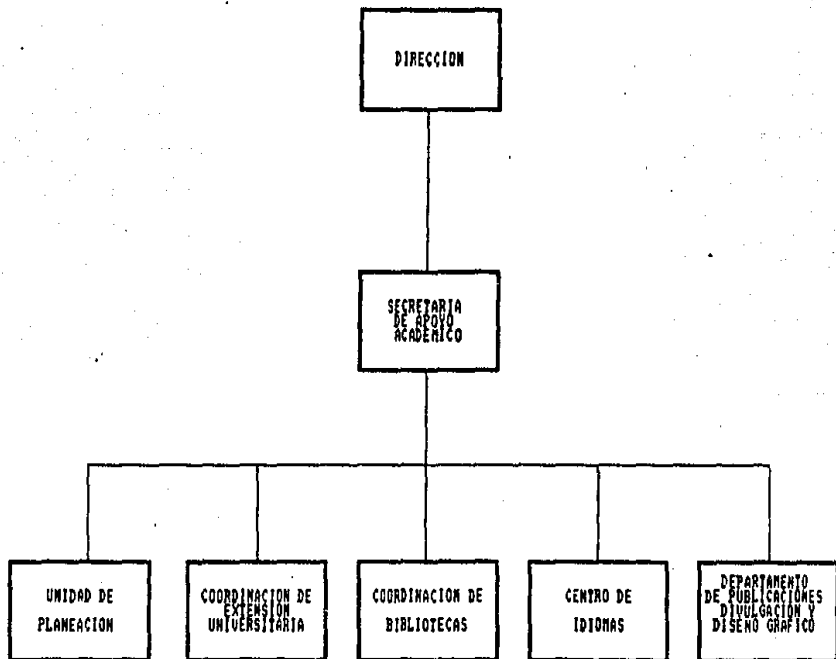 DIRECCION
SECRETARIA
DE APOYO
ACADEMICO
UNIDAD DE
PLANEACION
COORDINACION DE
EXTENSION
UNIVERSITARIA
COORDINACION DE
BIBLIOTECAS
CENTRO DE
IDIOMAS
DEPARTAMENTO
DE PUBLICACIONES
DIVULGACION Y
DISEÑO GRAFICO